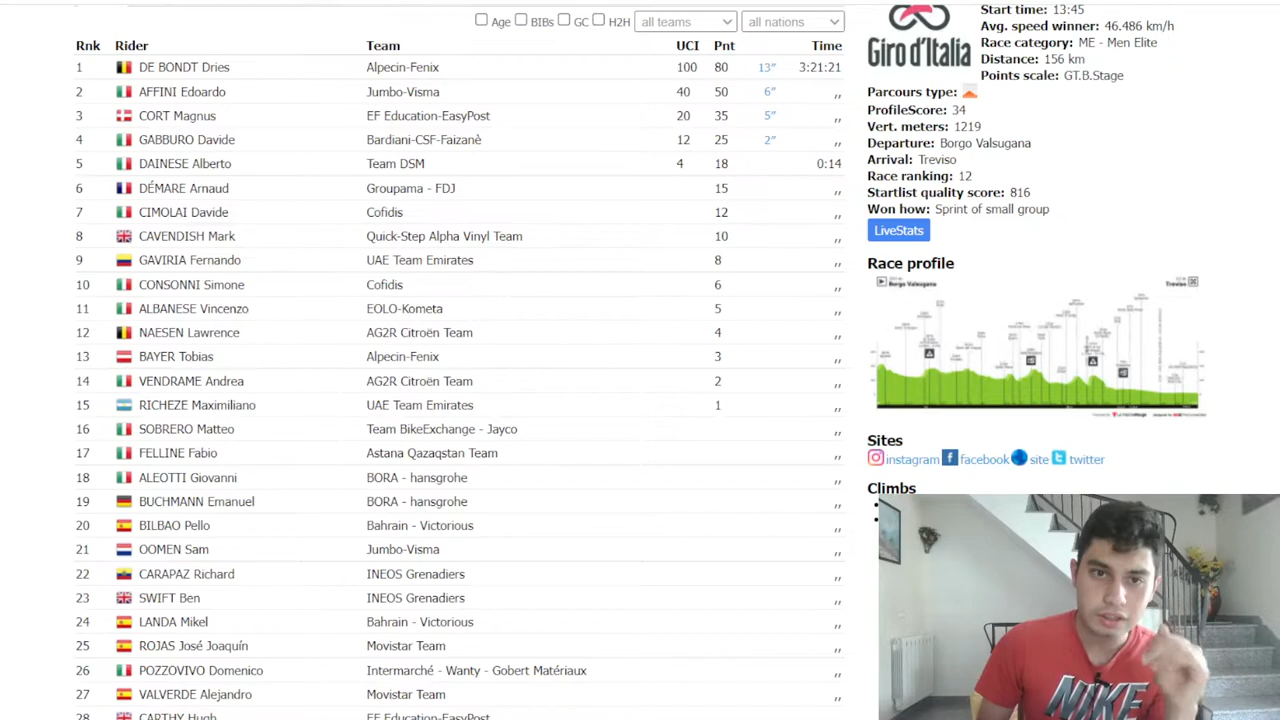 Age BIBs GC H2H all teams all nations
Rnk Rider Team UCI Pnt Time
1 DE BONDT Dries Alpecin-Fenix 100 80 13″ 3:21:21
2 AFFINI Edoardo Jumbo-Visma 40 50 6″ ,,
3 CORT Magnus EF Education-EasyPost 20 35 5″ ,,
4 GABBURO Davide Bardiani-CSF-Faizanè 12 25 2″ ,,
5 DAINESE Alberto Team DSM 4 18 0:14
6 DÉMARE Arnaud Groupama - FDJ 15 ,,
7 CIMOLAI Davide Cofidis 12 ,,
8 CAVENDISH Mark Quick-Step Alpha Vinyl Team 10 ,,
9 GAVIRIA Fernando UAE Team Emirates 8 ,,
10 CONSONNI Simone Cofidis 6 ,,
11 ALBANESE Vincenzo EOLO-Kometa 5 ,,
12 NAESEN Lawrence AG2R Citroën Team 4 ,,
13 BAYER Tobias Alpecin-Fenix 3 ,,
14 VENDRAME Andrea AG2R Citroën Team 2 ,,
15 RICHEZE Maximiliano UAE Team Emirates 1 ,,
16 SOBRERO Matteo Team BikeExchange - Jayco ,,
17 FELLINE Fabio Astana Qazaqstan Team ,,
18 ALEOTTI Giovanni BORA - hansgrohe ,,
19 BUCHMANN Emanuel BORA - hansgrohe ,,
20 BILBAO Pello Bahrain - Victorious ,,
21 OOMEN Sam Jumbo-Visma ,,
22 CARAPAZ Richard INEOS Grenadiers ,,
23 SWIFT Ben INEOS Grenadiers ,,
24 LANDA Mikel Bahrain - Victorious ,,
25 ROJAS José Joaquín Movistar Team ,,
26 POZZOVIVO Domenico Intermarché - Wanty - Gobert Matériaux ,,
27 VALVERDE Alejandro Movistar Team ,,
28 CARTHY Hugh EF Education-EasyPost
Giro d'Italia
Start time: 13:45
Avg. speed winner: 46.486 km/h
Race category: ME - Men Elite
Distance: 156 km
Points scale: GT.B.Stage
Parcours type:
ProfileScore: 34
Vert. meters: 1219
Departure: Borgo Valsugana
Arrival: Treviso
Race ranking: 12
Startlist quality score: 816
Won how: Sprint of small group
LiveStats
Race profile
Borgo Valsugana Treviso
Sites
instagram facebook site twitter
Climbs
NIKE